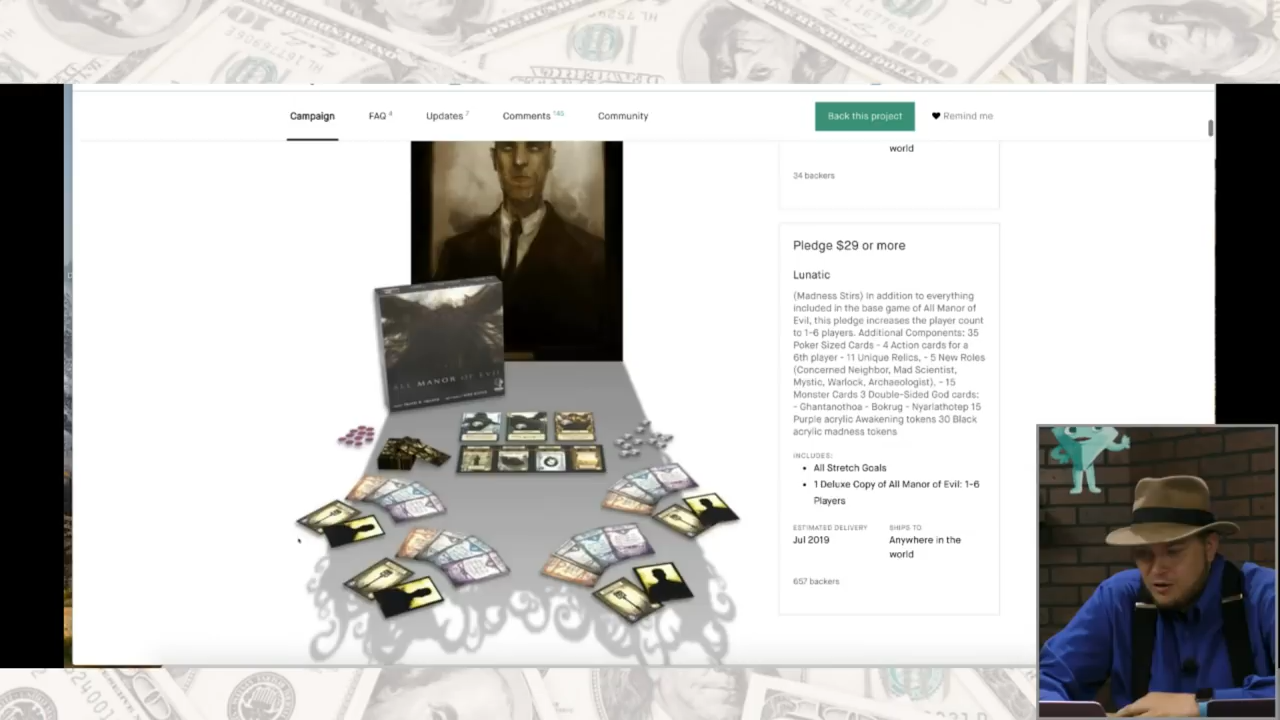 Campaign
FAQ 4
Updates 7
Comments 145
Community
Back this project
Remind me
world
34 backers
Pledge $29 or more
Lunatic
(Madness Stirs) In addition to everything
included in the base game of All Manor of
Evil, this pledge increases the player count
to 1-6 players. Additional Components: 35
Poker Sized Cards - 4 Action cards for a
6th player - 11 Unique Relics, - 5 New Roles
(Concerned Neighbor, Mad Scientist,
Mystic, Warlock, Archaeologist), - 15
Monster Cards 3 Double-Sided God cards:
- Ghantanothoa - Bokrug - Nyarlathotep 15
Purple acrylic Awakening tokens 30 Black
acrylic madness tokens
INCLUDES:
• All Stretch Goals
• 1 Deluxe Copy of All Manor of Evil: 1-6
Players
ESTIMATED DELIVERY
Jul 2019
SHIPS TO
Anywhere in the
world
657 backers
ALL MANOR OF EVIL